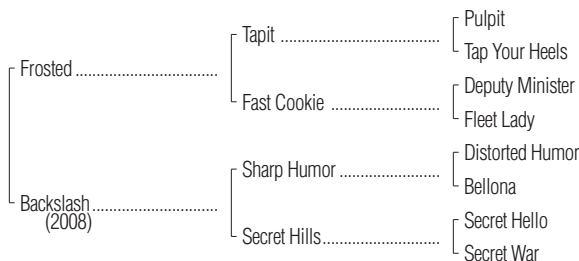 Pulpit
Tapit
Tap Your Heels
Frosted
Deputy Minister
Fast Cookie
Fleet Lady
Distorted Humor
Sharp Humor
Bellona
Backslash
(2008)
Secret Hello
Secret Hills
Secret War